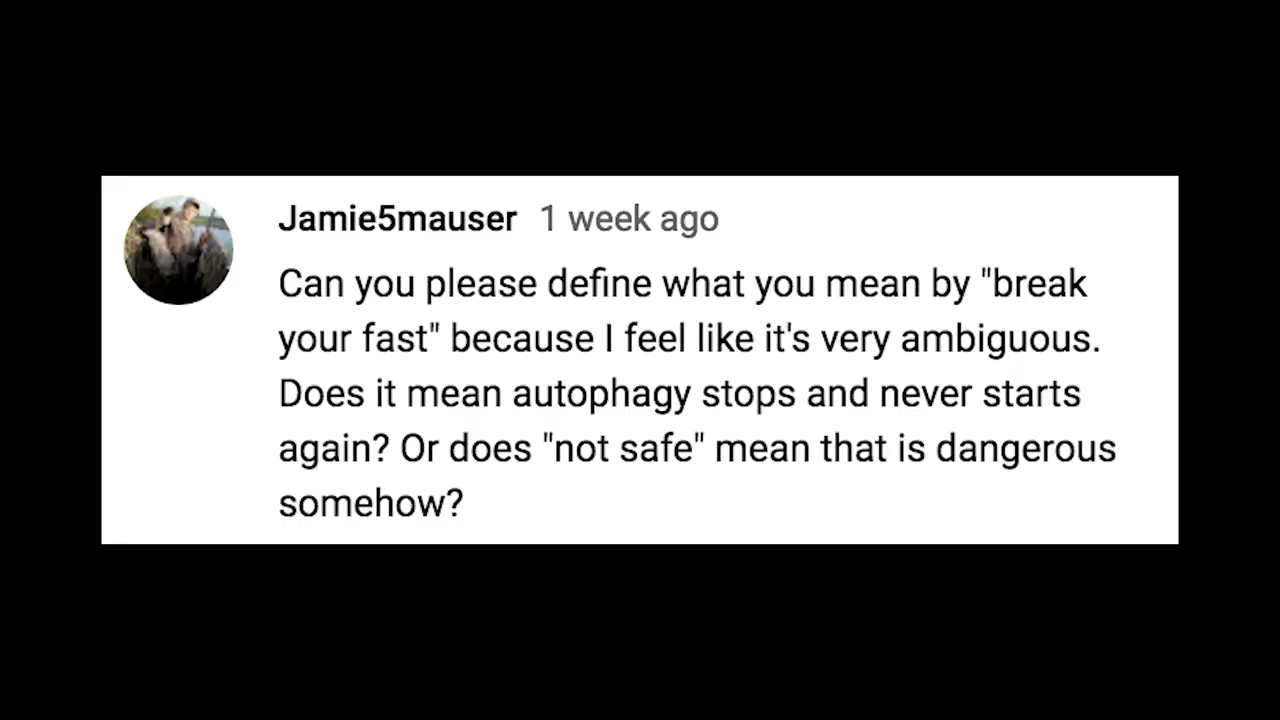 Jamie5mauser 1 week ago
Can you please define what you mean by "break
your fast" because I feel like it's very ambiguous.
Does it mean autophagy stops and never starts
again? Or does "not safe" mean that is dangerous
somehow?